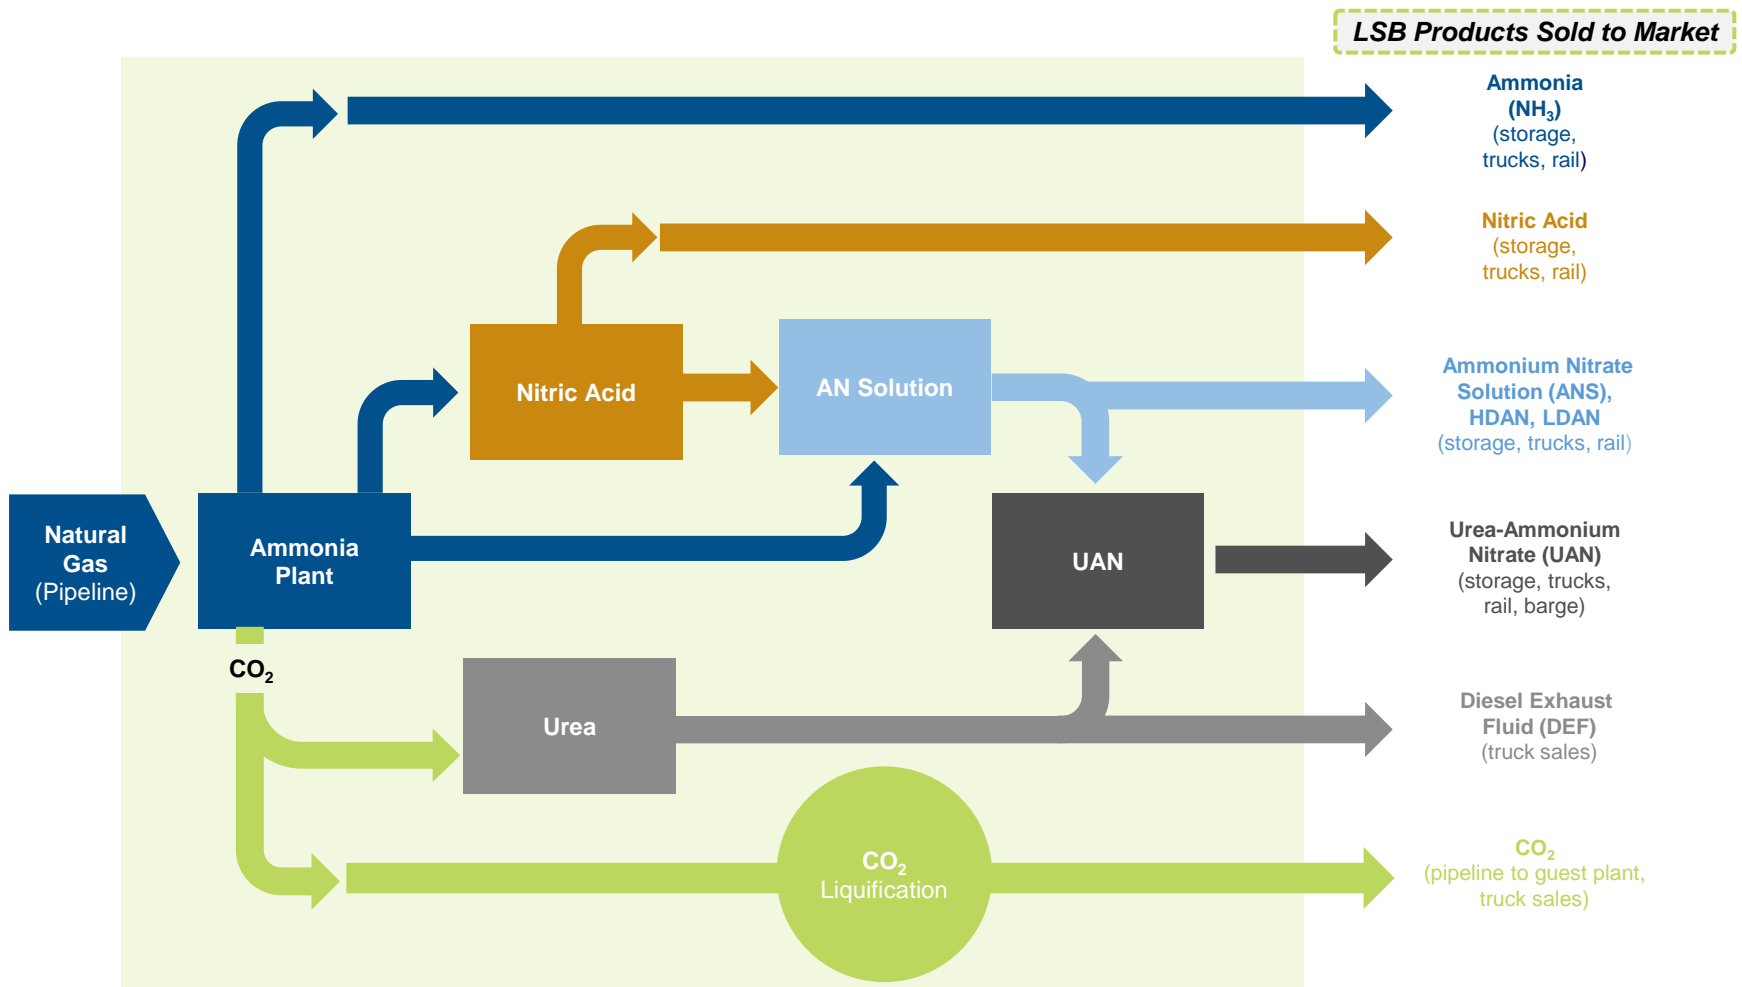 LSB Products Sold to Market
Ammonia
(NH₃)
(storage,
trucks, rail)
Nitric Acid
(storage,
trucks, rail)
Nitric Acid
AN Solution
Ammonium Nitrate
Solution (ANS),
HDAN, LDAN
(storage, trucks, rail)
Natural
Gas
(Pipeline)
Ammonia
Plant
UAN
Urea-Ammonium
Nitrate (UAN)
(storage, trucks,
rail, barge)
CO₂
Urea
Diesel Exhaust
Fluid (DEF)
(truck sales)
CO₂
Liquification
CO₂
(pipeline to guest plant,
truck sales)